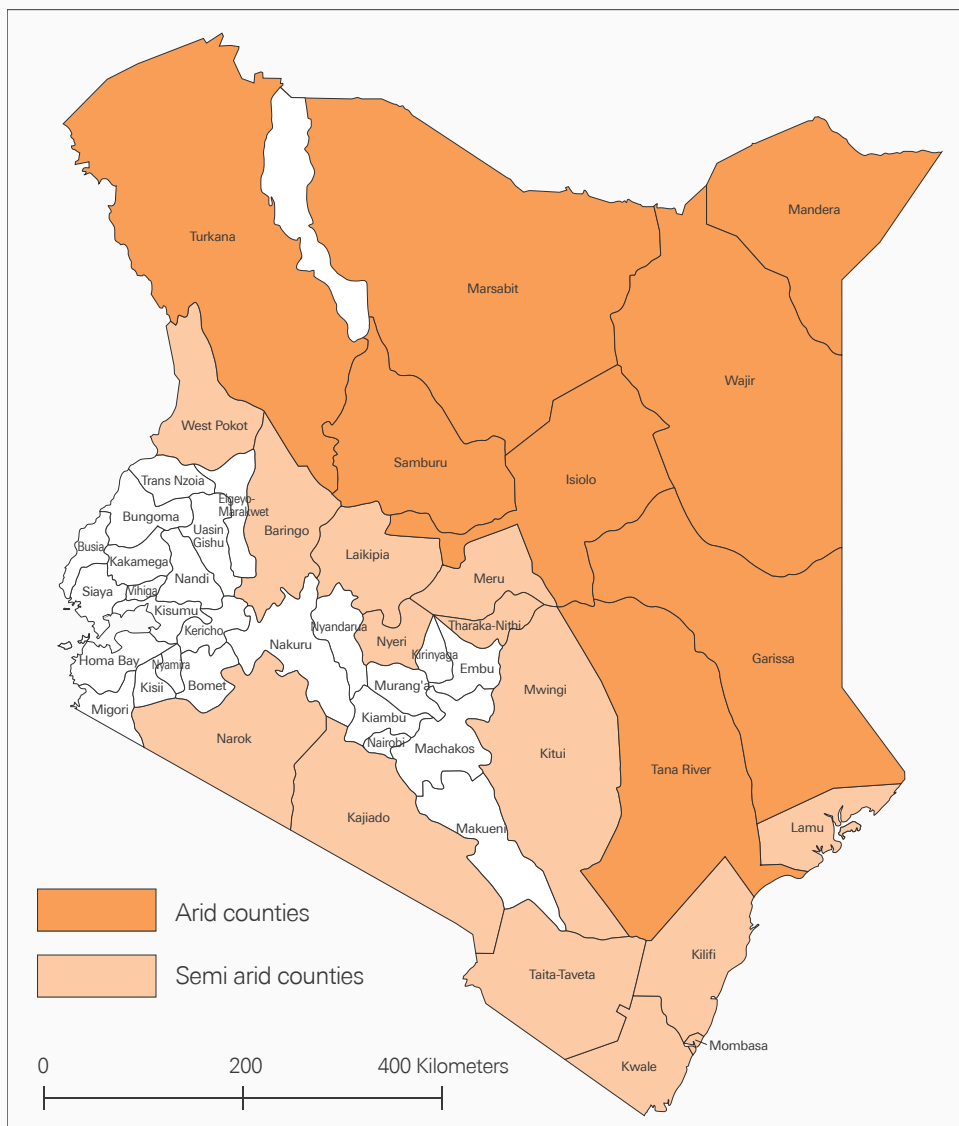 Mandera
Turkana
Marsabit
Wajir
West Pokot
Samburu
Isiolo
Trans Nzoia
Elgeyo-
Marakwet
Bungoma
Uasin
Gishu
Baringo
Busia
Laikipia
Kakamega
Nandi
Meru
Siaya
Vihiga
Kisumu
Kericho
Nyandarua
Tharaka-Nithi
Nyeri
Nakuru
Kirinyaga
Garissa
Homa Bay
Nyamira
Embu
Kisii
Bomet
Murang'a
Mwingi
Migori
Kiambu
Narok
Nairobi
Machakos
Kitui
Tana River
Kajiado
Makueni
Lamu
Arid counties
Kilifi
Semi arid counties
Taita-Taveta
Mombasa
Kwale
0 200 400 Kilometers